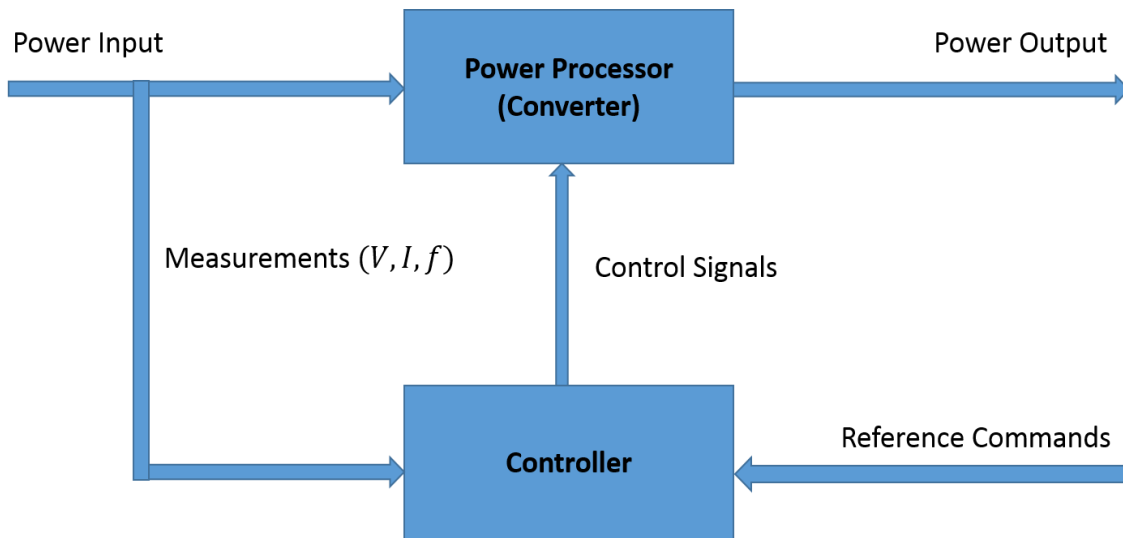 Power Input
Power Processor
(Converter)
Power Output
Measurements (V, I, f)
Control Signals
Controller
Reference Commands